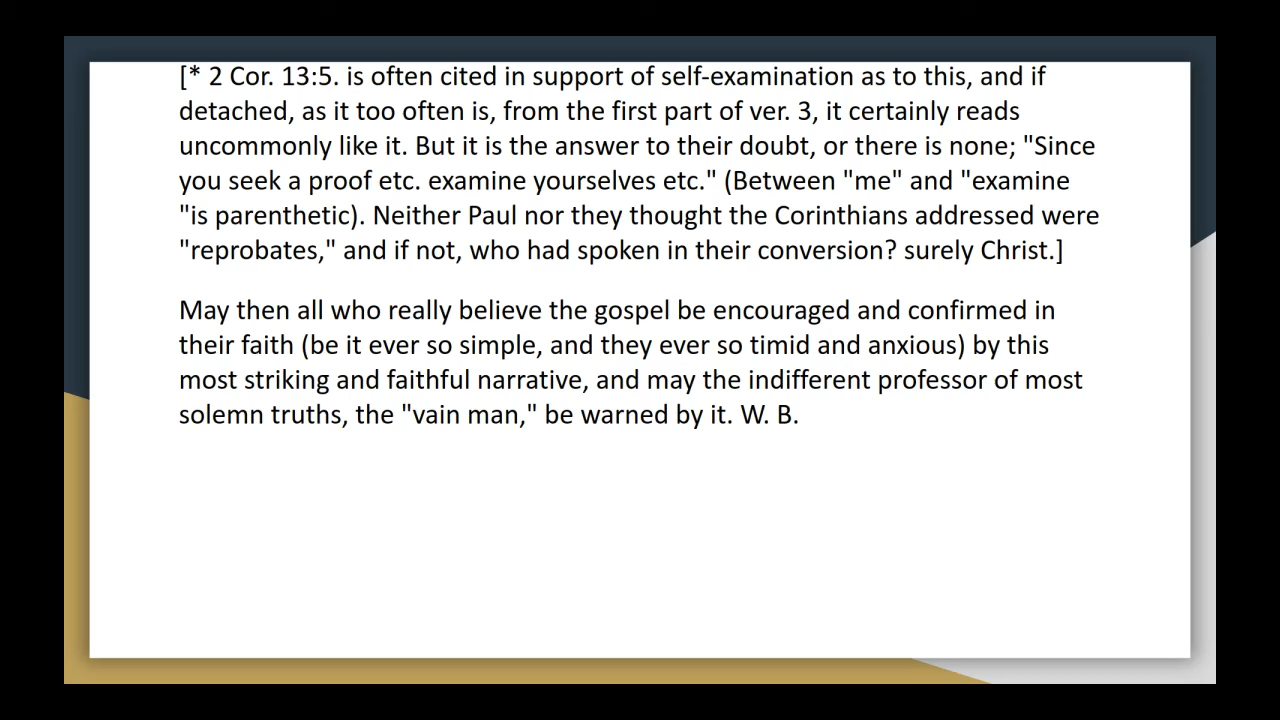 [* 2 Cor. 13:5. is often cited in support of self-examination as to this, and if
detached, as it too often is, from the first part of ver. 3, it certainly reads
uncommonly like it. But it is the answer to their doubt, or there is none; "Since
you seek a proof etc. examine yourselves etc." (Between "me" and "examine
"is parenthetic). Neither Paul nor they thought the Corinthians addressed were
"reprobates," and if not, who had spoken in their conversion? surely Christ.]
May then all who really believe the gospel be encouraged and confirmed in
their faith (be it ever so simple, and they ever so timid and anxious) by this
most striking and faithful narrative, and may the indifferent professor of most
solemn truths, the "vain man," be warned by it. W. B.